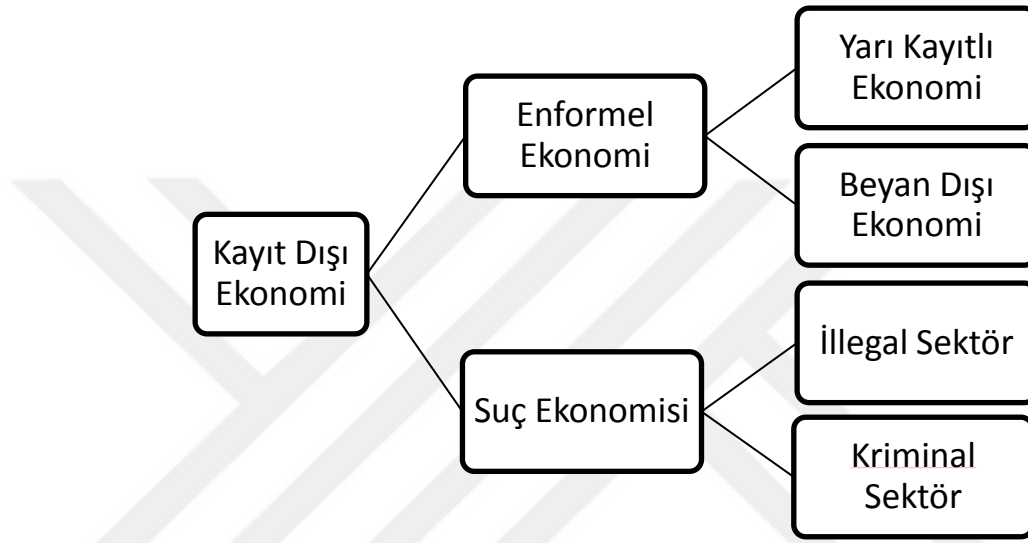 Kayıt Dışı
Ekonomi
Enformel
Ekonomi
Yarı Kayıtlı
Ekonomi
Beyan Dışı
Ekonomi
Suç Ekonomisi
İllegal Sektör
Kriminal
Sektör